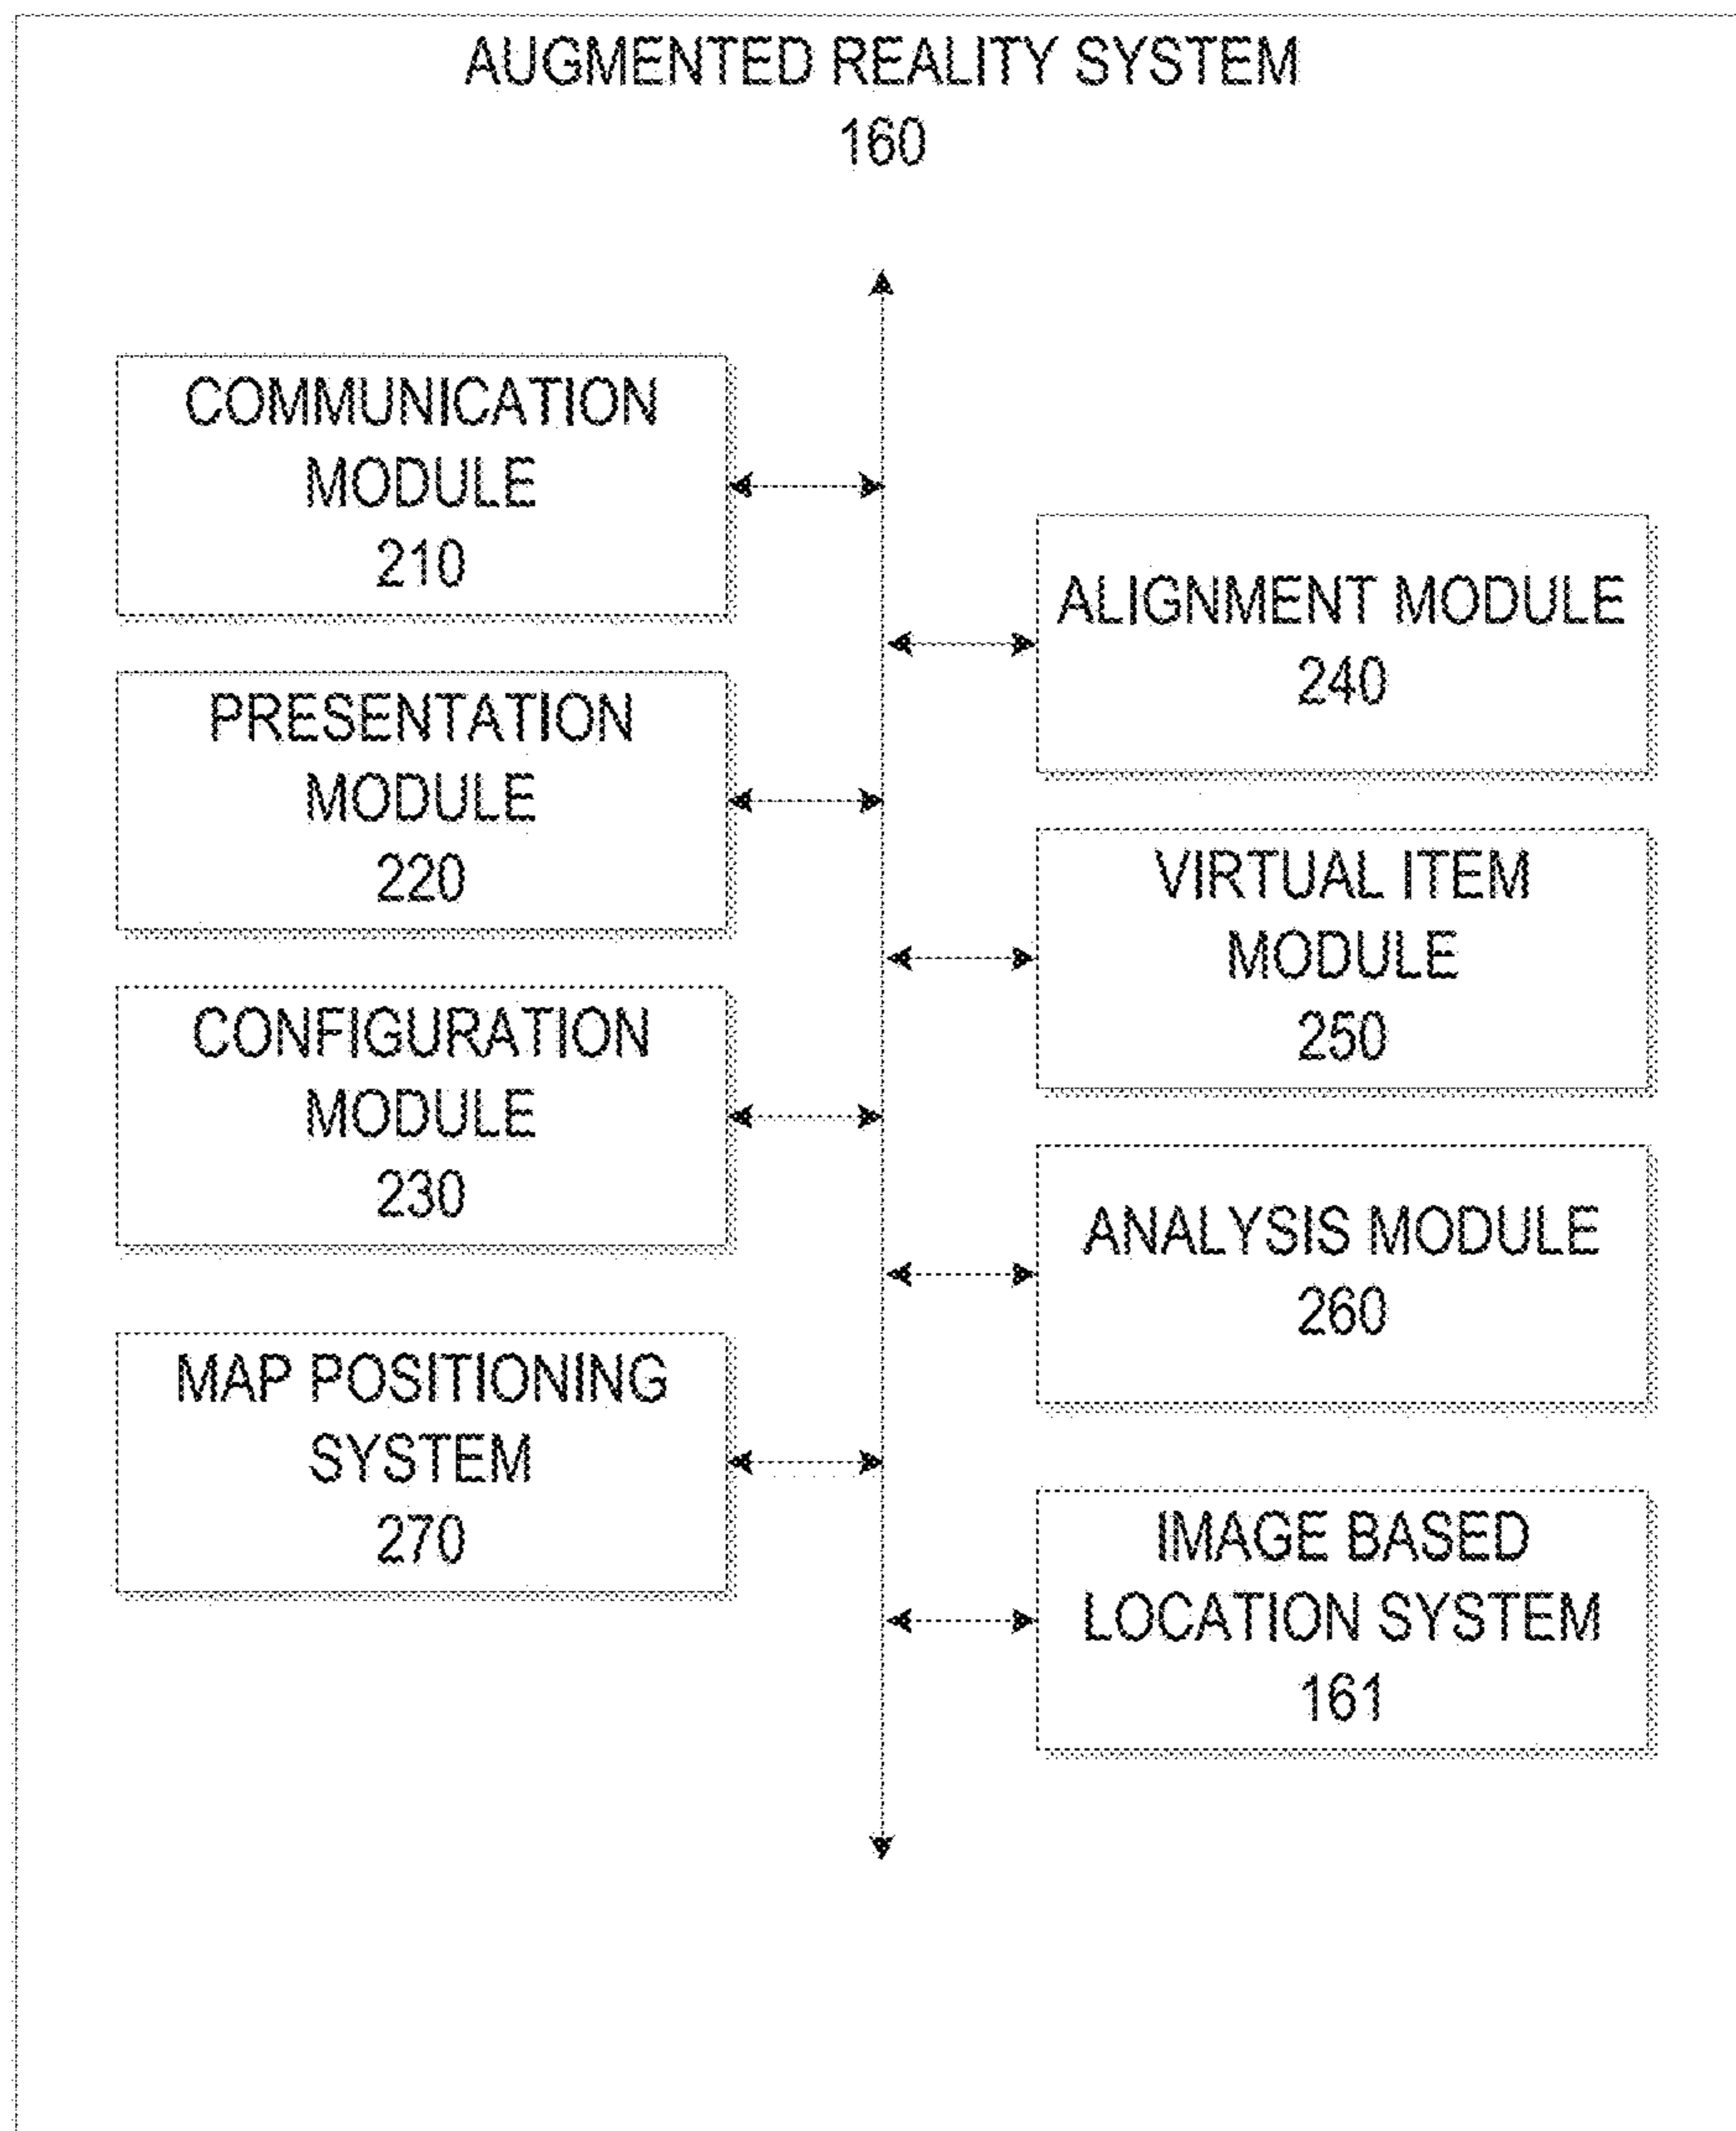 AUGMENTED REALITY SYSTEM
160
COMMUNICATION
MODULE
210
PRESENTATION
MODULE
220
CONFIGURATION
MODULE
230
MAP POSITIONING
SYSTEM
270
ALIGNMENT MODULE
240
VIRTUAL ITEM
MODULE
250
ANALYSIS MODULE
260
IMAGE BASED
LOCATION SYSTEM
161